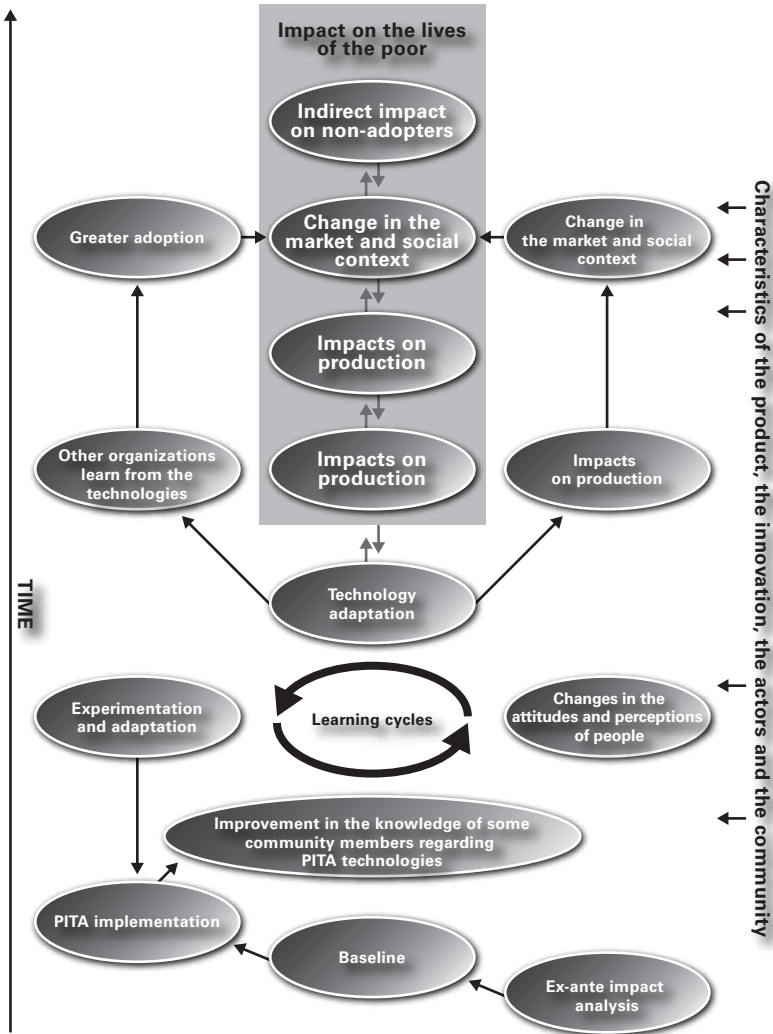 Impact on the lives
of the poor
Indirect impact
on non-adopters
Greater adoption
Change in the
market and social
context
Change in
the market and social
context
Impacts on
production
Other organizations
learn from the
technologies
Impacts on
production
Impacts
on production
Technology
adaptation
TIME
Experimentation
and adaptation
Learning cycles
Changes in the
attitudes and perceptions
of people
Improvement in the knowledge of some
community members regarding
PITA technologies
PITA implementation
Baseline
Ex-ante impact
analysis
Characteristics of the product, the innovation, the actors and the community